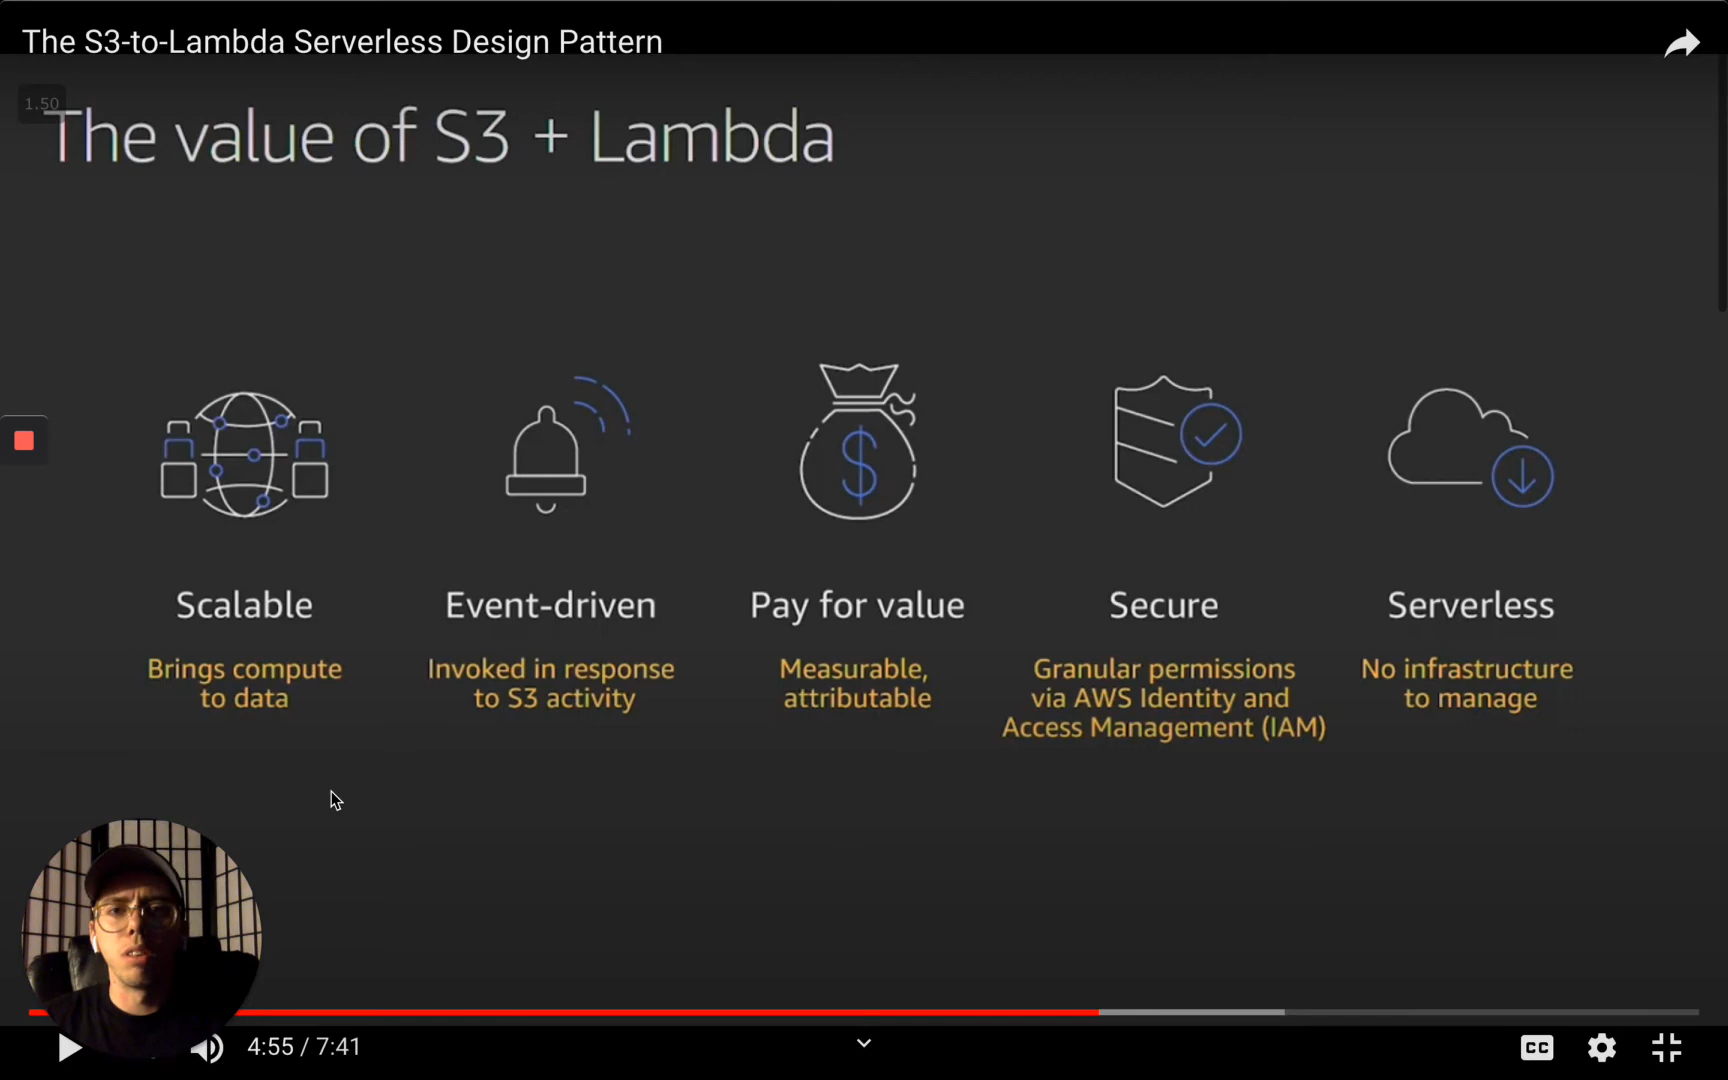 The S3-to-Lambda Serverless Design Pattern
1.50
The value of S3 + Lambda
Scalable
Brings compute
to data
Event-driven
Invoked in response
to S3 activity
Pay for value
Measurable,
attributable
Secure
Granular permissions
via AWS Identity and
Access Management (IAM)
Serverless
No infrastructure
to manage
4:55 / 7:41
CC